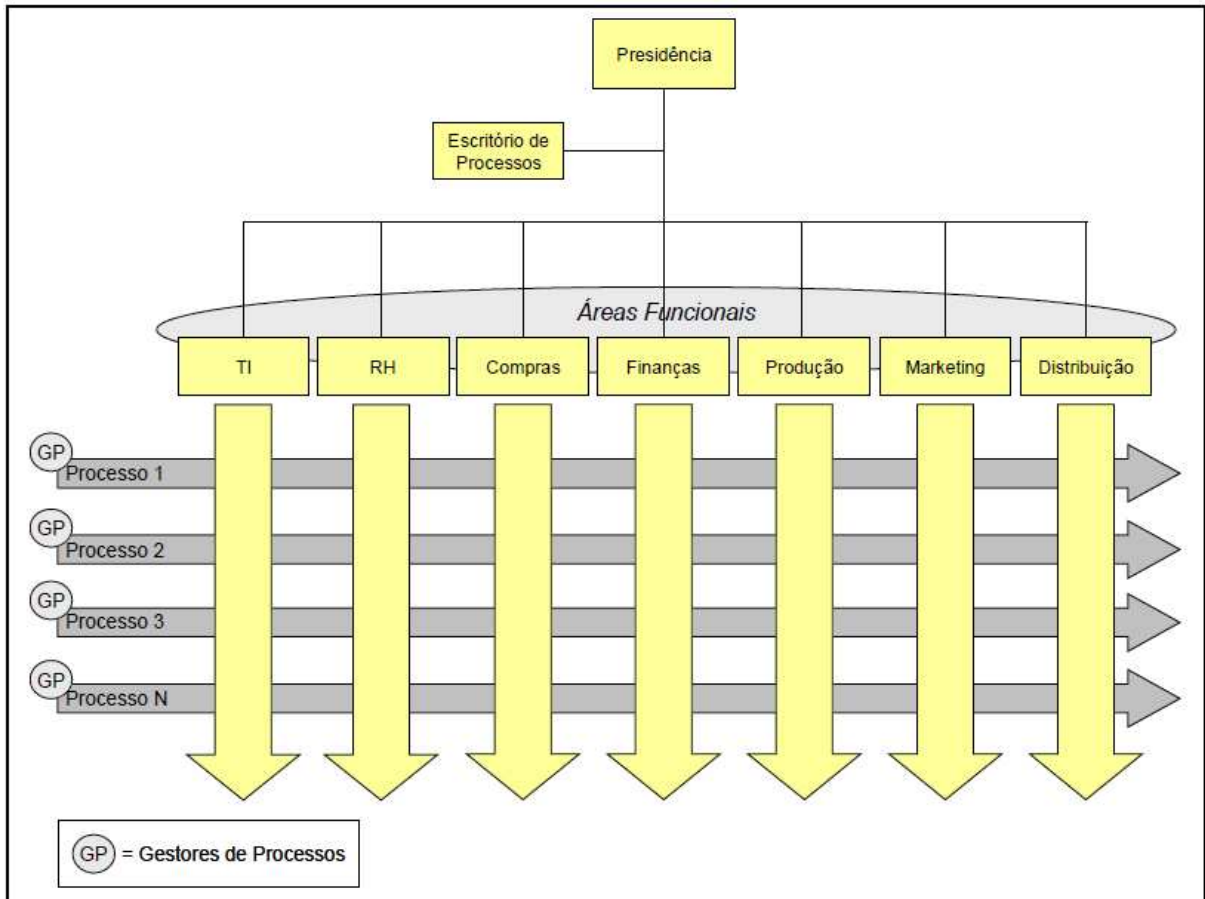 Presidência
Escritório de
Processos
Áreas Funcionais
TI
RH
Compras
Finanças
Produção
Marketing
Distribuição
GP
Processo 1
GP
Processo 2
GP
Processo 3
GP
Processo N
GP = Gestores de Processos